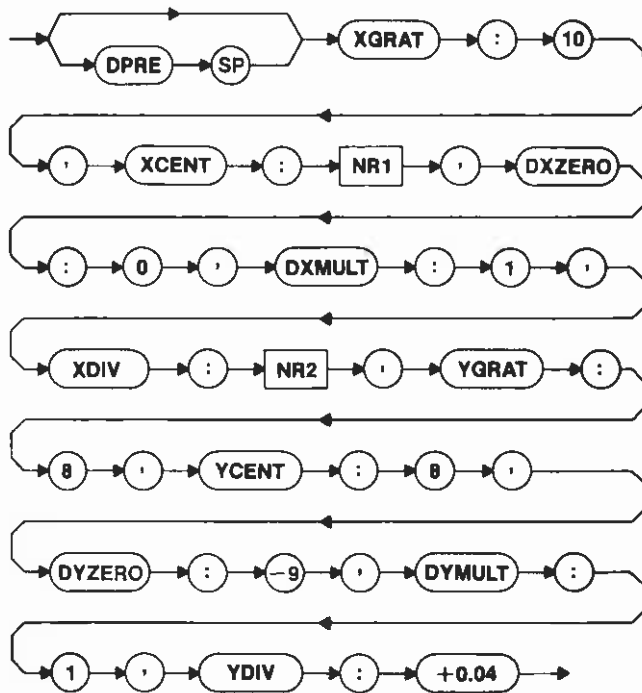 DPRE SP XGRAT : 10
, XCENT : NR1 , DXZERO
: 0 , DXMULT : 1 ,
XDIV : NR2 , YGRAT :
8 , YCENT : 8 ,
DYZERO : -9 , DYMULT :
1 , YDIV : +0.04